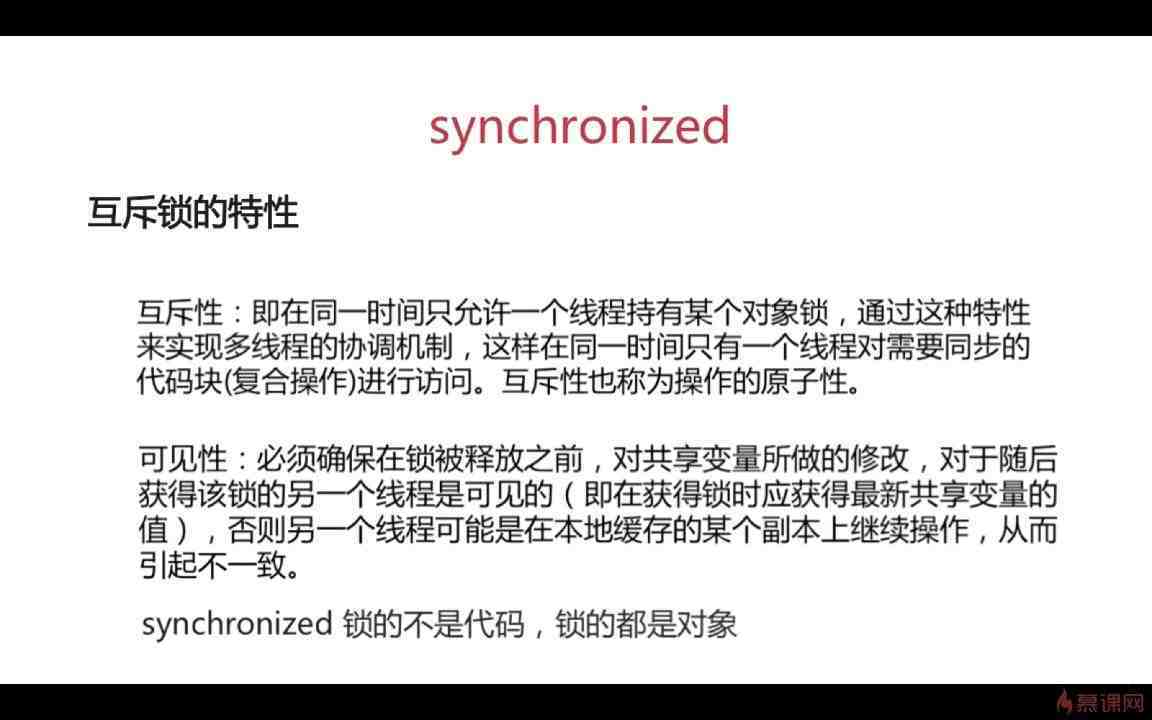 synchronized
互斥锁的特性
互斥性：即在同一时间只允许一个线程持有某个对象锁，通过这种特性
来实现多线程的协调机制，这样在同一时间只有一个线程对需要同步的
代码块(复合操作)进行访问。互斥性也称为操作的原子性。
可见性：必须确保在锁被释放之前，对共享变量所做的修改，对于随后
获得该锁的另一个线程是可见的（即在获得锁时应获得最新共享变量的
值），否则另一个线程可能是在本地缓存的某个副本上继续操作，从而
引起不一致。
synchronized 锁的不是代码，锁的都是对象
慕课网